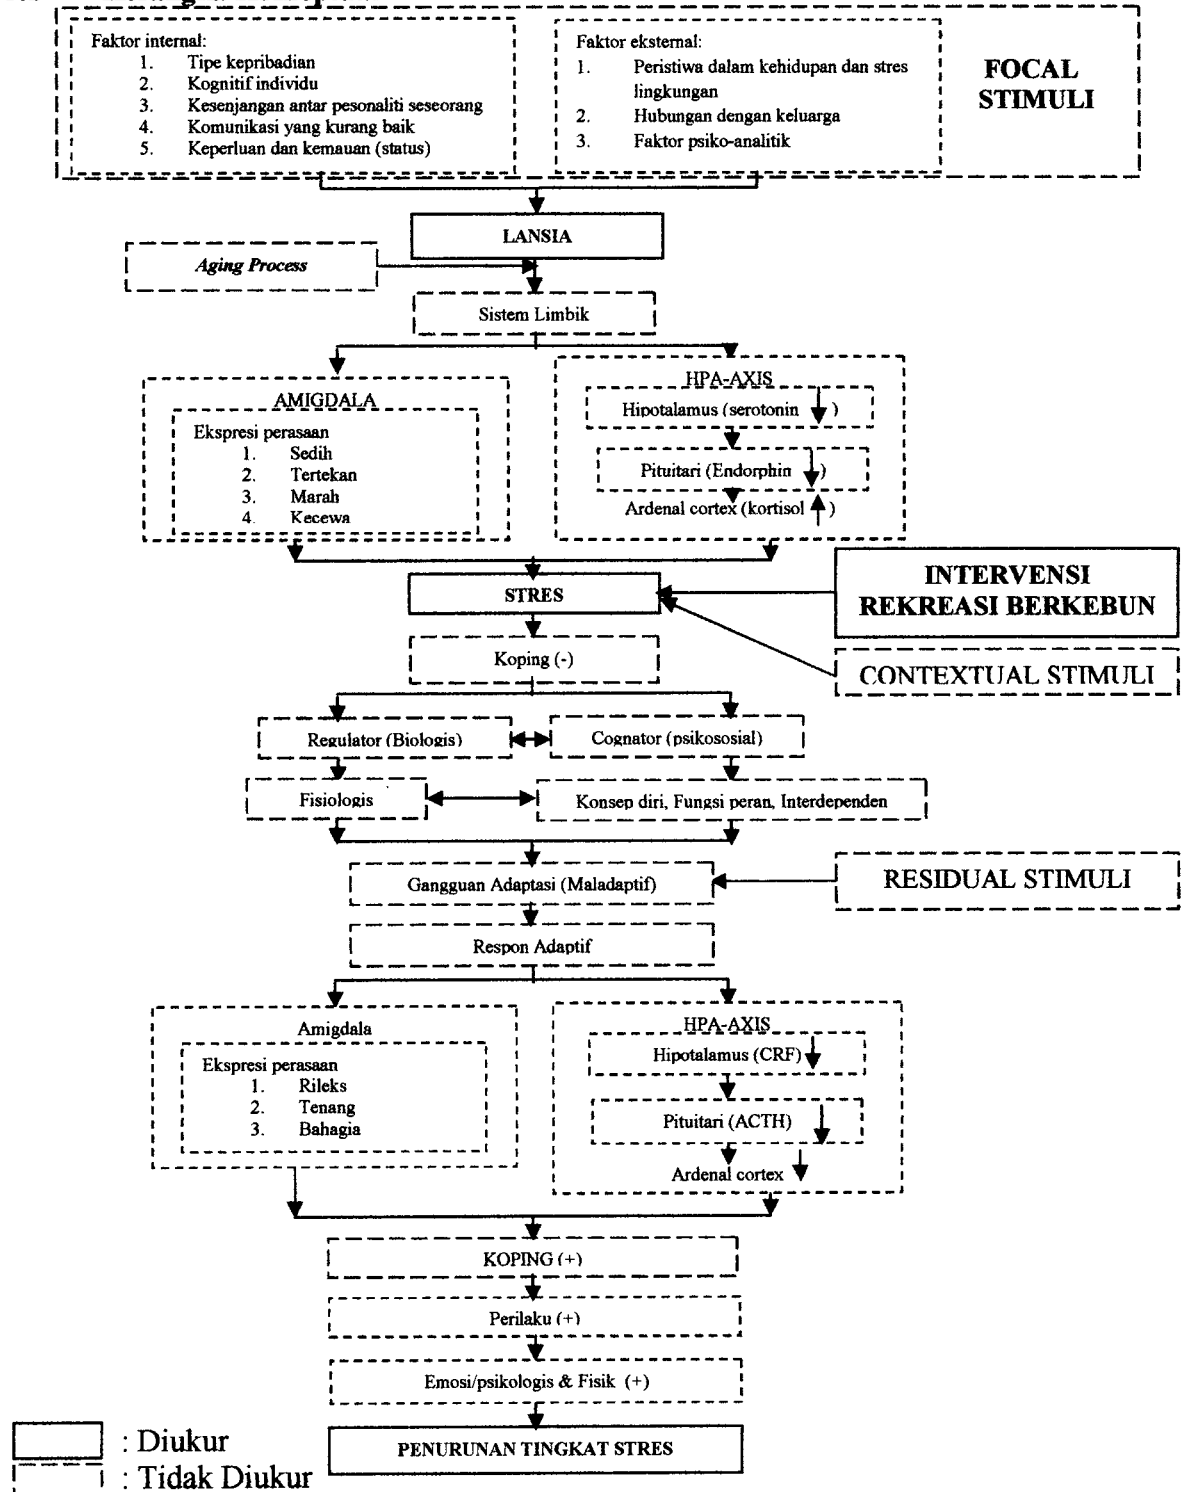 Faktor internal:
1. Tipe kepribadian
2. Kognitif individu
3. Kesenjangan antar pesonaliti seseorang
4. Komunikasi yang kurang baik
5. Keperluan dan kemauan (status)
Faktor eksternal:
1. Peristiwa dalam kehidupan dan stres
lingkungan
2. Hubungan dengan keluarga
3. Faktor psiko-analitik
FOCAL
STIMULI
LANSIA
Aging Process
Sistem Limbik
AMIGDALA
Ekspresi perasaan
1. Sedih
2. Tertekan
3. Marah
4. Kecewa
HPA-AXIS
Hipotalamus (serotonin ↓ )
Pituitari (Endorphin ↓ )
Ardenal cortex (kortisol ↑ )
STRES
INTERVENSI
REKREASI BERKEBUN
Koping (-)
CONTEXTUAL STIMULI
Regulator (Biologis)
Cognator (psikososial)
Fisiologis
Konsep diri, Fungsi peran, Interdependen
Gangguan Adaptasi (Maladaptif)
RESIDUAL STIMULI
Respon Adaptif
Amigdala
Ekspresi perasaan
1. Rileks
2. Tenang
3. Bahagia
HPA-AXIS
Hipotalamus (CRF) ↓
Pituitari (ACTH) ↓
Ardenal cortex ↓
KOPING (+)
Perilaku (+)
Emosi/psikologis & Fisik (+)
PENURUNAN TINGKAT STRES
: Diukur
: Tidak Diukur